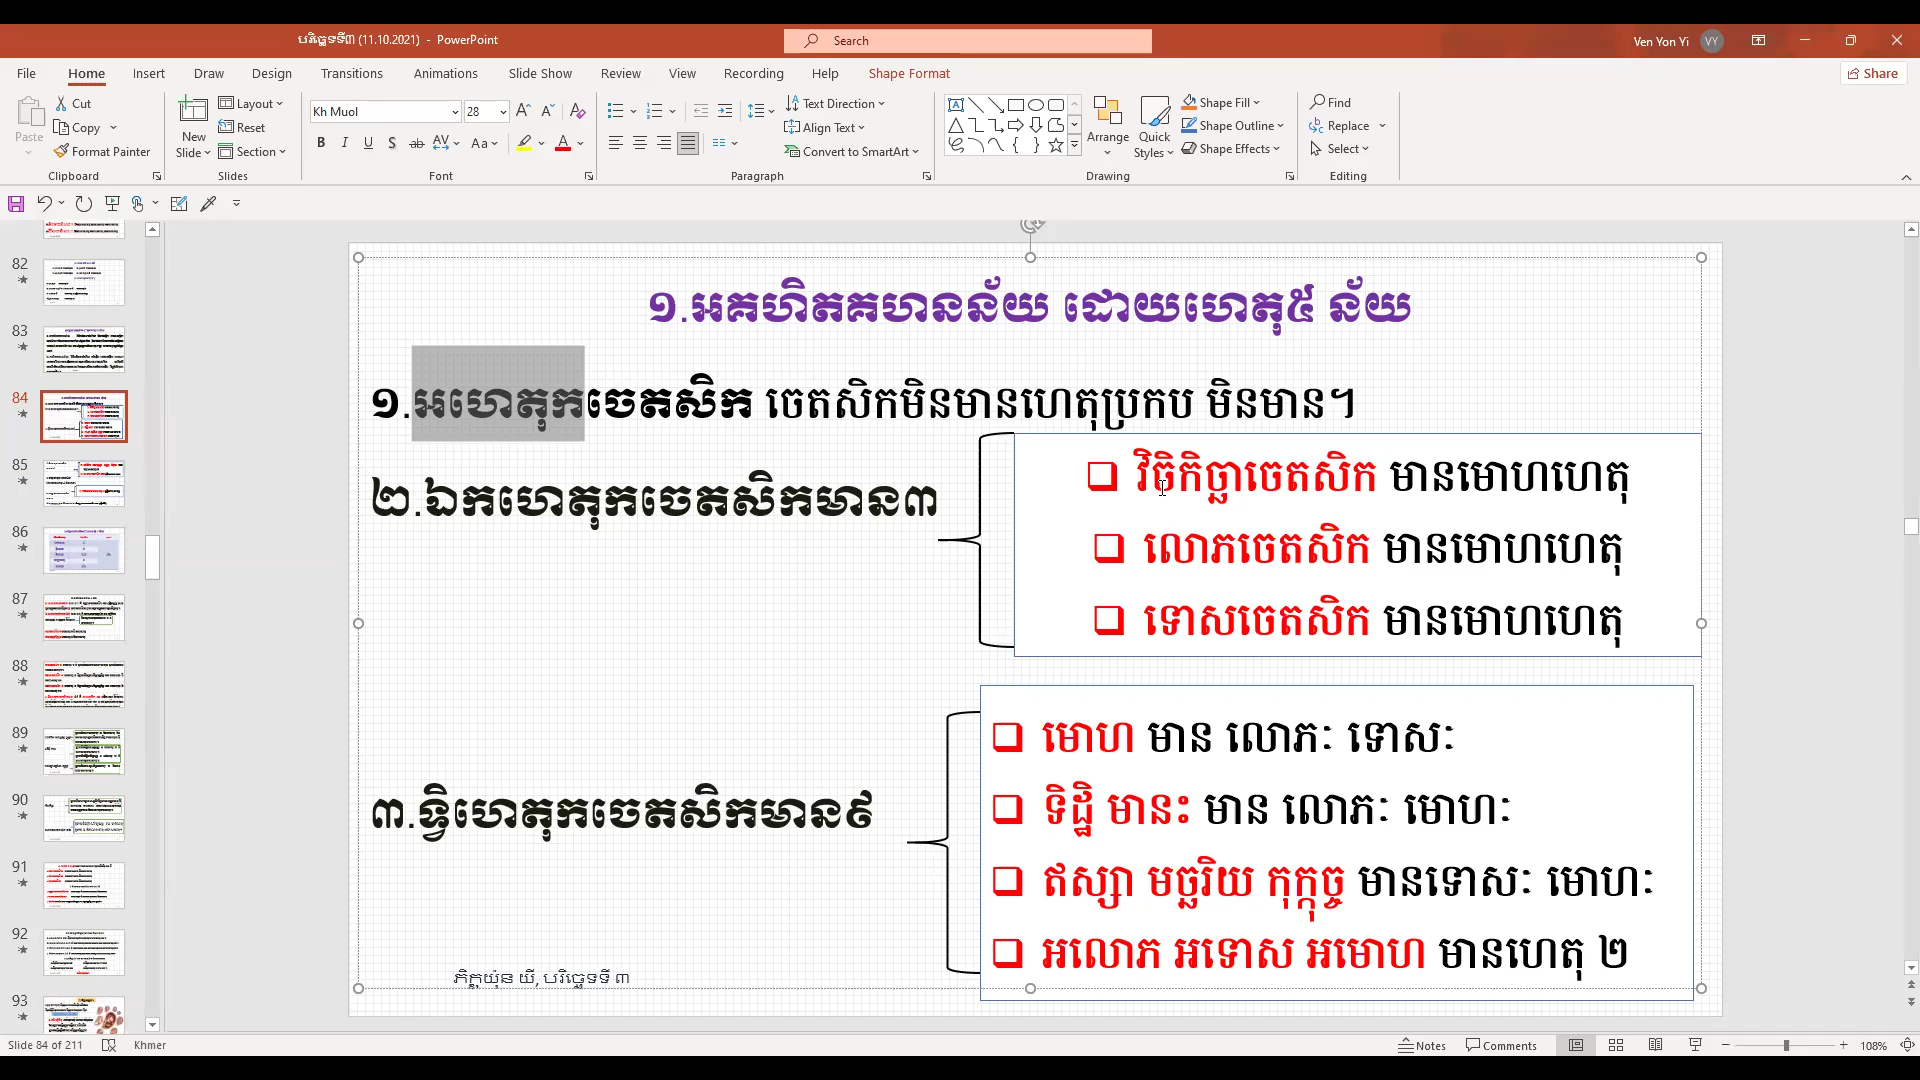 បរិច្ឆេទទី៣ (11.10.2021) - PowerPoint
Search
Ven Yon Yi VY
File Home Insert Draw Design Transitions Animations Slide Show Review View Recording Help Shape Format Share
Paste Cut Copy Format Painter Clipboard
New Slide Layout Reset Section Slides
Kh Muol 28 Font
Text Direction Align Text Convert to SmartArt Paragraph
Arrange Quick Styles Shape Fill Shape Outline Shape Effects Drawing
Find Replace Select Editing
82
83
84
85
86
87
88
89
90
91
92
93
១.អគហិតគហនន័យ ដោយហេតុ៥ ន័យ
១.អហេតុកចេតសិក ចេតសិកមិនមានហេតុប្រកប មិនមាន។
២.ឯកហេតុកចេតសិកមាន៣
វិចិកិច្ឆាចេតសិក មានមោហហេតុ
លោភចេតសិក មានមោហហេតុ
ទោសចេតសិក មានមោហហេតុ
៣.ទ្វិហេតុកចេតសិកមាន៩
មោហ មាន លោភៈ ទោសៈ
ទិដ្ឋិ មានះ មាន លោភៈ មោហៈ
ឥស្សា មច្ឆរិយ កុក្កុច្ច មានទោសៈ មោហៈ
អលោភ អទោស អមោហ មានហេតុ ២
ភិក្ខុយ៉ុន យី, បរិច្ឆេទទី ៣
Slide 84 of 211 Khmer Notes Comments 108%